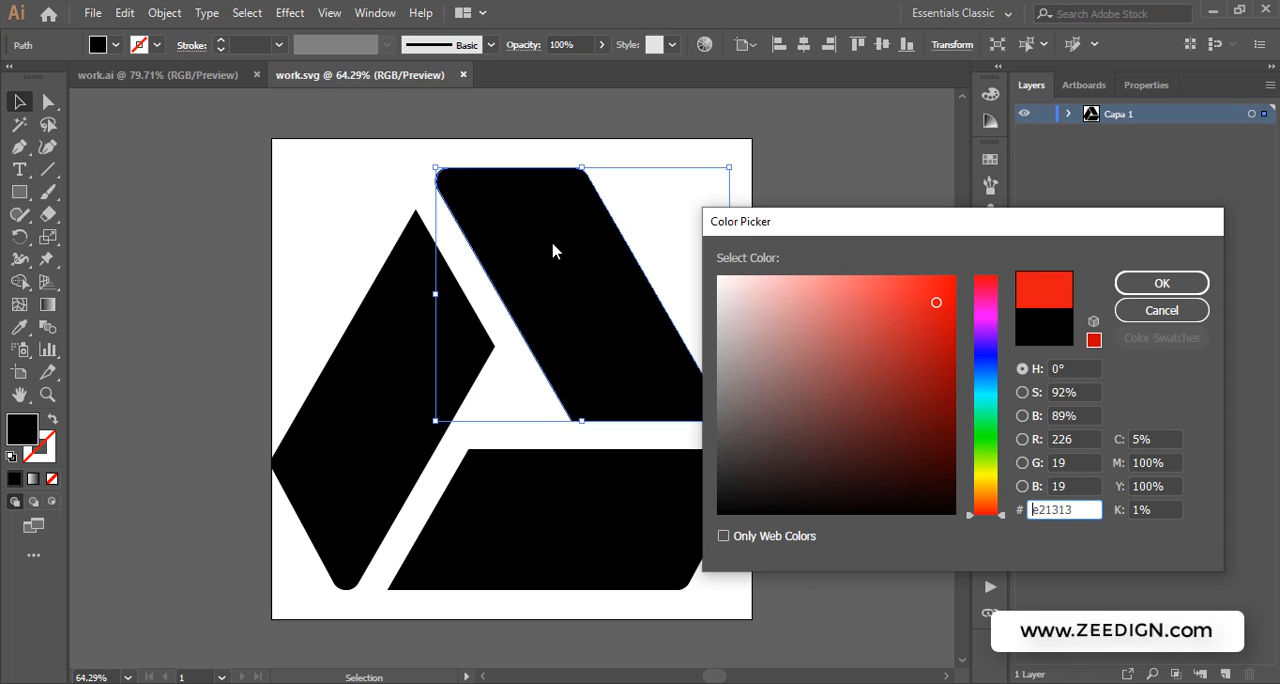 Ai File Edit Object Type Select Effect View Window Help Essentials Classic Search Adobe Stock
Path Stroke: Basic Opacity: 100% Style: Transform
work.ai @ 79.71% (RGB/Preview) × work.svg @ 64.29% (RGB/Preview) ×
Layers Artboards Properties
Capa 1
Color Picker
Select Color:
OK
Cancel
Color Swatches
H: 0°
S: 92%
B: 89%
R: 226 C: 5%
G: 19 M: 100%
B: 19 Y: 100%
# e21313 K: 1%
Only Web Colors
www.ZEEDIGN.com
64.29% 1 Selection 1 Layer